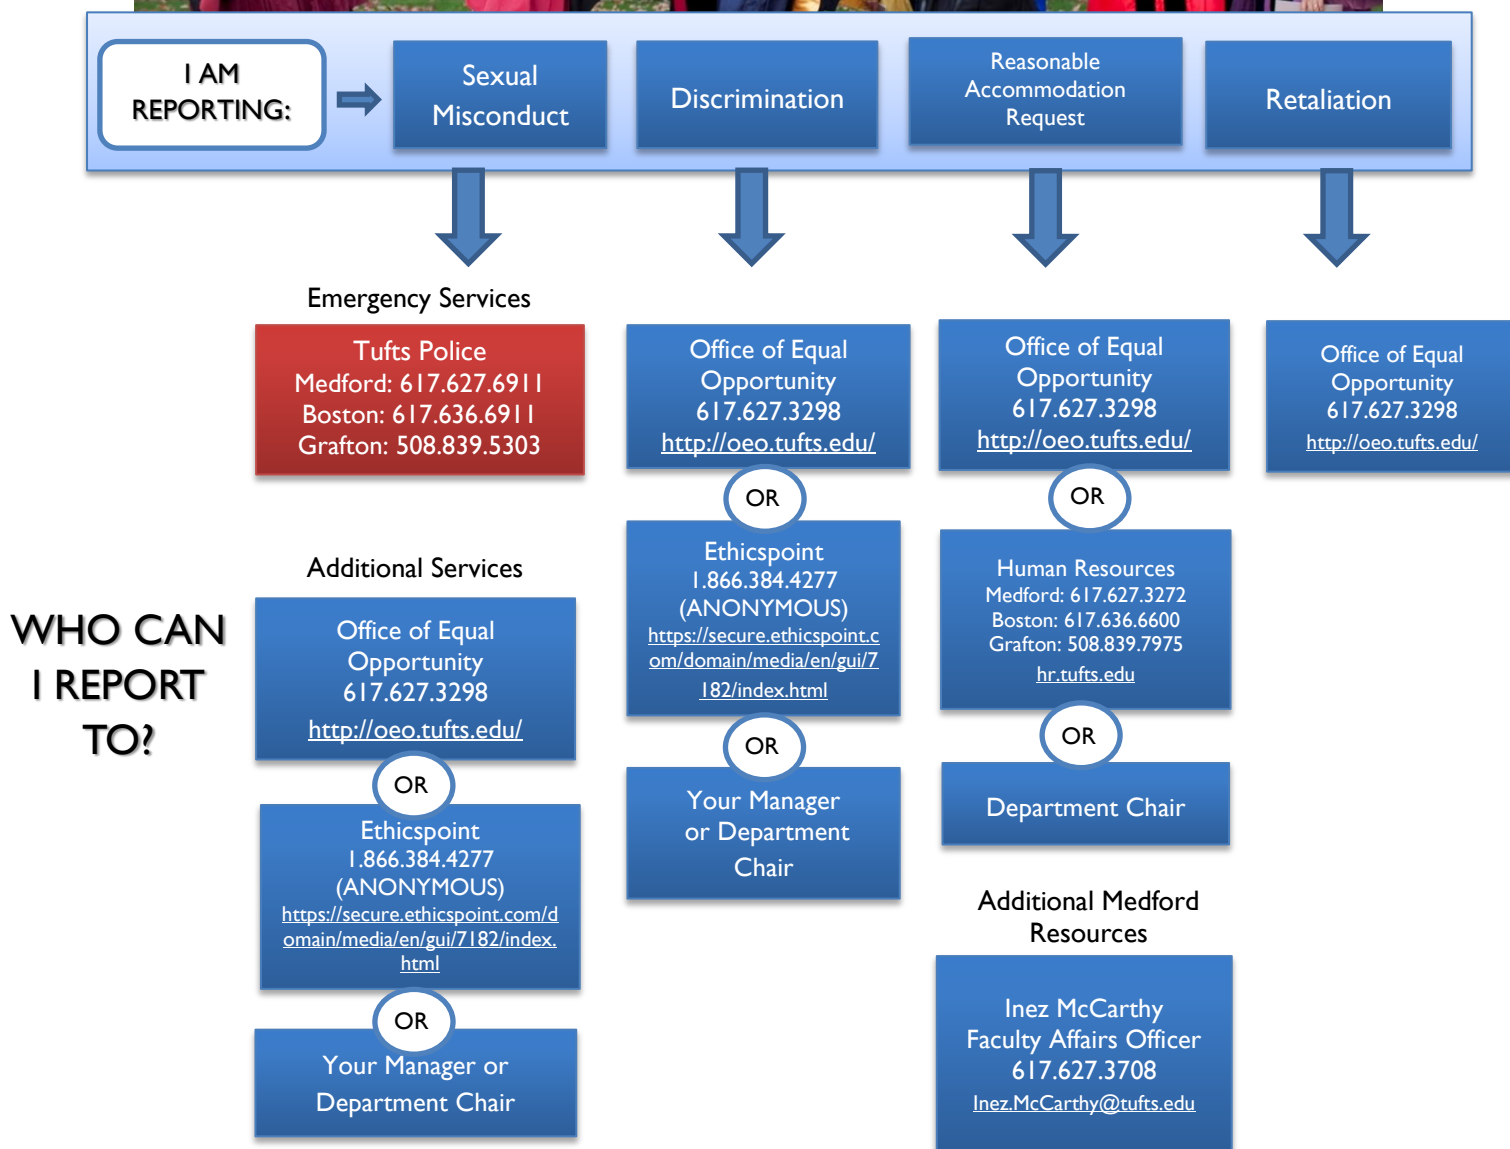 I AM
REPORTING:
Sexual
Misconduct
Discrimination
Reasonable
Accommodation
Request
Retaliation
WHO CAN
I REPORT
TO?
Emergency Services
Tufts Police
Medford: 617.627.6911
Boston: 617.636.6911
Grafton: 508.839.5303
Additional Services
Office of Equal
Opportunity
617.627.3298
http://oeo.tufts.edu/
OR
Ethicspoint
1.866.384.4277
(ANONYMOUS)
https://secure.ethicspoint.com/d
omain/media/en/gui/7182/index.
html
OR
Your Manager or
Department Chair
Office of Equal
Opportunity
617.627.3298
http://oeo.tufts.edu/
OR
Ethicspoint
1.866.384.4277
(ANONYMOUS)
https://secure.ethicspoint.c
om/domain/media/en/gui/7
182/index.html
OR
Your Manager
or Department
Chair
Office of Equal
Opportunity
617.627.3298
http://oeo.tufts.edu/
OR
Human Resources
Medford: 617.627.3272
Boston: 617.636.6600
Grafton: 508.839.7975
hr.tufts.edu
OR
Department Chair
Additional Medford
Resources
Inez McCarthy
Faculty Affairs Officer
617.627.3708
Inez.McCarthy@tufts.edu
Office of Equal
Opportunity
617.627.3298
http://oeo.tufts.edu/